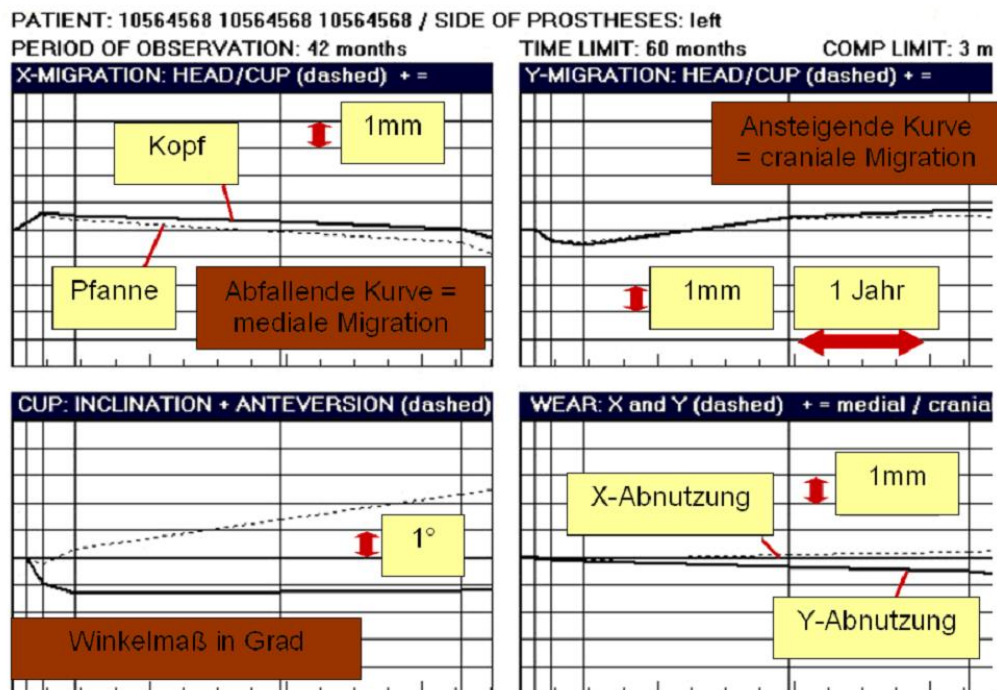 PATIENT: 10564568 10564568 10564568 / SIDE OF PROSTHESES: left
PERIOD OF OBSERVATION: 42 months
TIME LIMIT: 60 months
COMP LIMIT: 3 m
X-MIGRATION: HEAD/CUP (dashed) + =
1mm
Kopf
Pfanne
Abfallende Kurve =
mediale Migration
Y-MIGRATION: HEAD/CUP (dashed) + =
Ansteigende Kurve
= craniale Migration
1mm
1 Jahr
CUP: INCLINATION + ANTEVERSION (dashed)
1°
Winkelmaß in Grad
WEAR: X and Y (dashed) + = medial / crania
1mm
X-Abnutzung
Y-Abnutzung